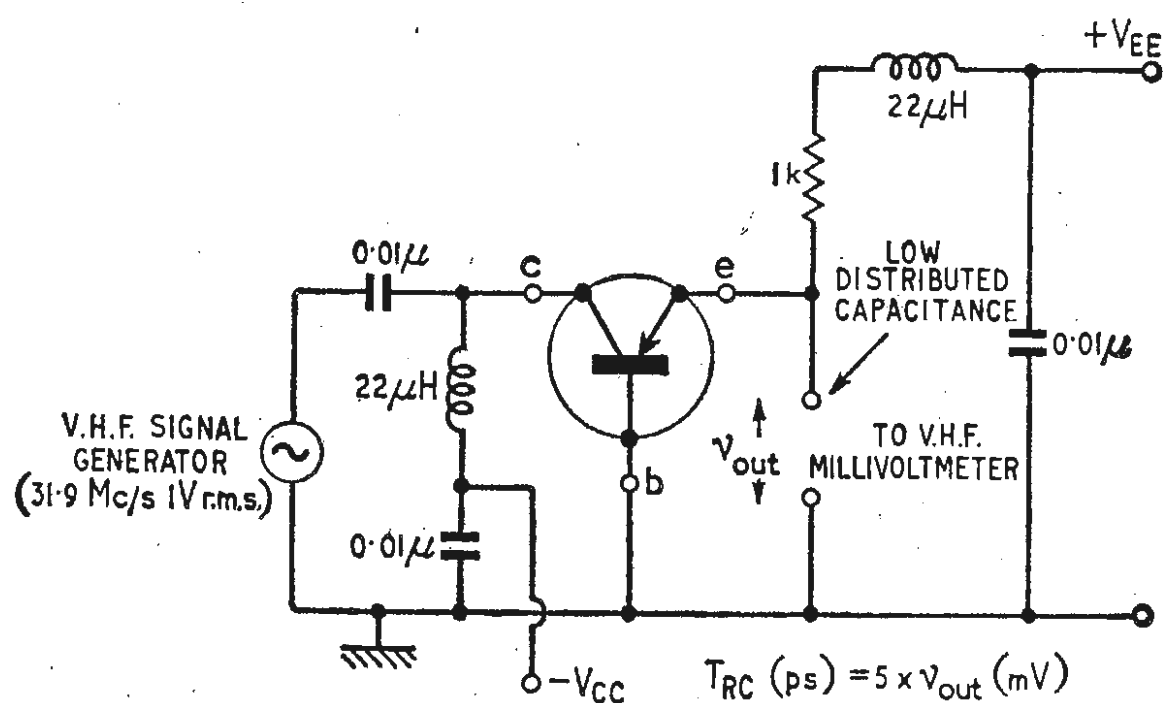 +VEE
22μH
1k
0·01μ
c
e
LOW
DISTRIBUTED
CAPACITANCE
22μH
0·01μ
V.H.F. SIGNAL
GENERATOR
(31·9 Mc/s 1V r.m.s.)
vout
TO V.H.F.
MILLIVOLTMETER
b
0·01μ
-VCC
TRC (ps) = 5 x vout (mV)